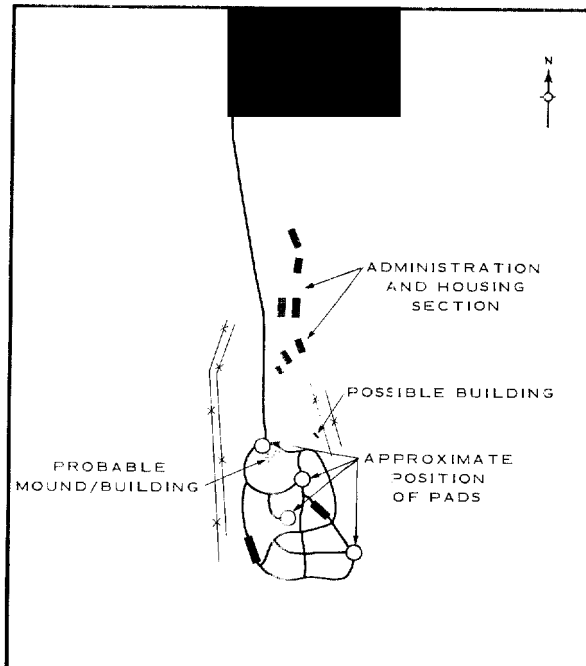 N
ADMINISTRATION
AND HOUSING
SECTION
POSSIBLE BUILDING
PROBABLE
MOUND/BUILDING
APPROXIMATE
POSITION
OF PADS